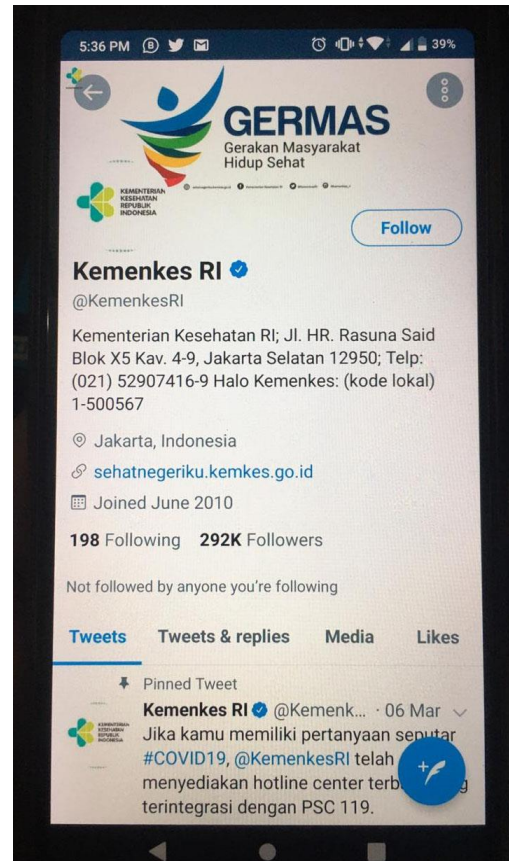 5:36 PM
39%
GERMAS
Gerakan Masyarakat
Hidup Sehat
KEMENTERIAN
KESEHATAN
REPUBLIK
INDONESIA
Follow
Kemenkes RI
@KemenkesRI
Kementerian Kesehatan RI; Jl. HR. Rasuna Said
Blok X5 Kav. 4-9, Jakarta Selatan 12950; Telp:
(021) 52907416-9 Halo Kemenkes: (kode lokal)
1-500567
Jakarta, Indonesia
sehatnegeriku.kemkes.go.id
Joined June 2010
198 Following 292K Followers
Not followed by anyone you're following
Tweets Tweets & replies Media Likes
Pinned Tweet
Kemenkes RI @Kemenk... · 06 Mar
KEMENTERIAN
KESEHATAN
REPUBLIK
INDONESIA
Jika kamu memiliki pertanyaan seputar
#COVID19, @KemenkesRI telah
menyediakan hotline center
terintegrasi dengan PSC 119.